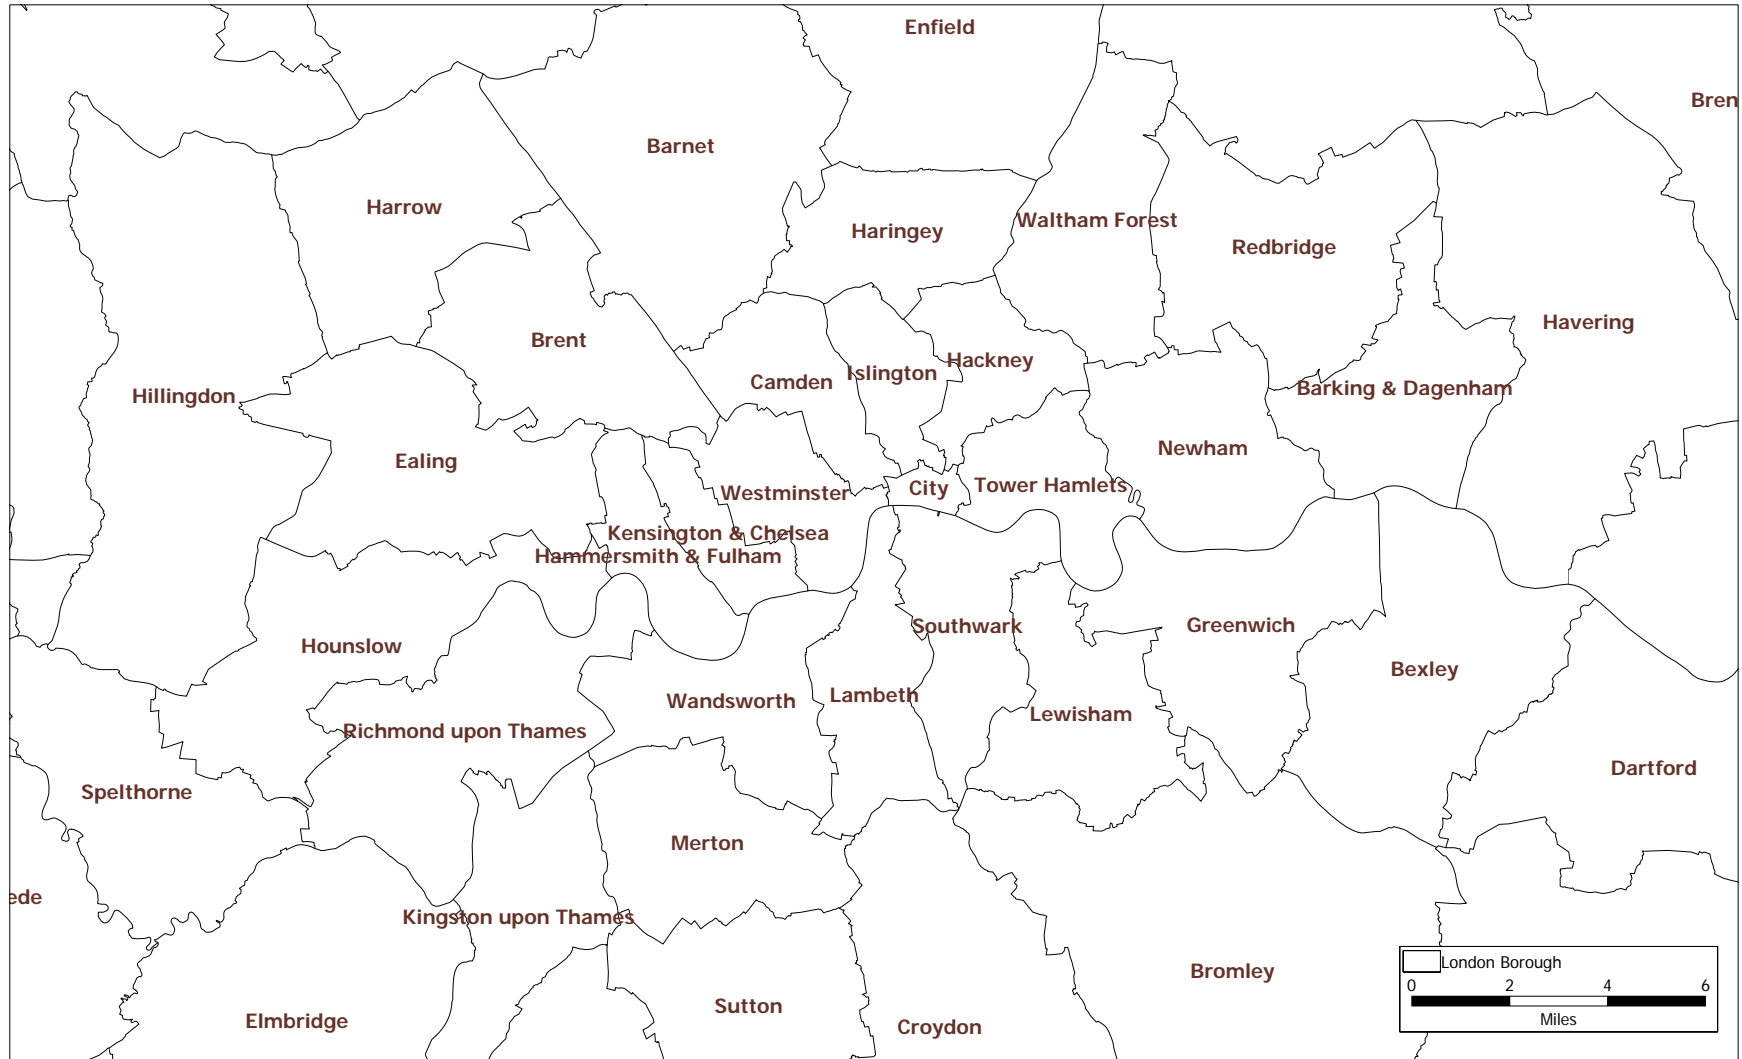 Enfield
Bren
Barnet
Harrow
Haringey
Waltham Forest
Redbridge
Havering
Brent
Hackney
Islington
Camden
Barking & Dagenham
Hillingdon
Newham
Ealing
Tower Hamlets
City
Westminster
Kensington & Chelsea
Hammersmith & Fulham
Southwark
Greenwich
Hounslow
Bexley
Lambeth
Wandsworth
Lewisham
Richmond upon Thames
Dartford
Spelthorne
Merton
ede
Kingston upon Thames
Bromley
Sutton
Elmbridge
Croydon
London Borough
0 2 4 6
Miles